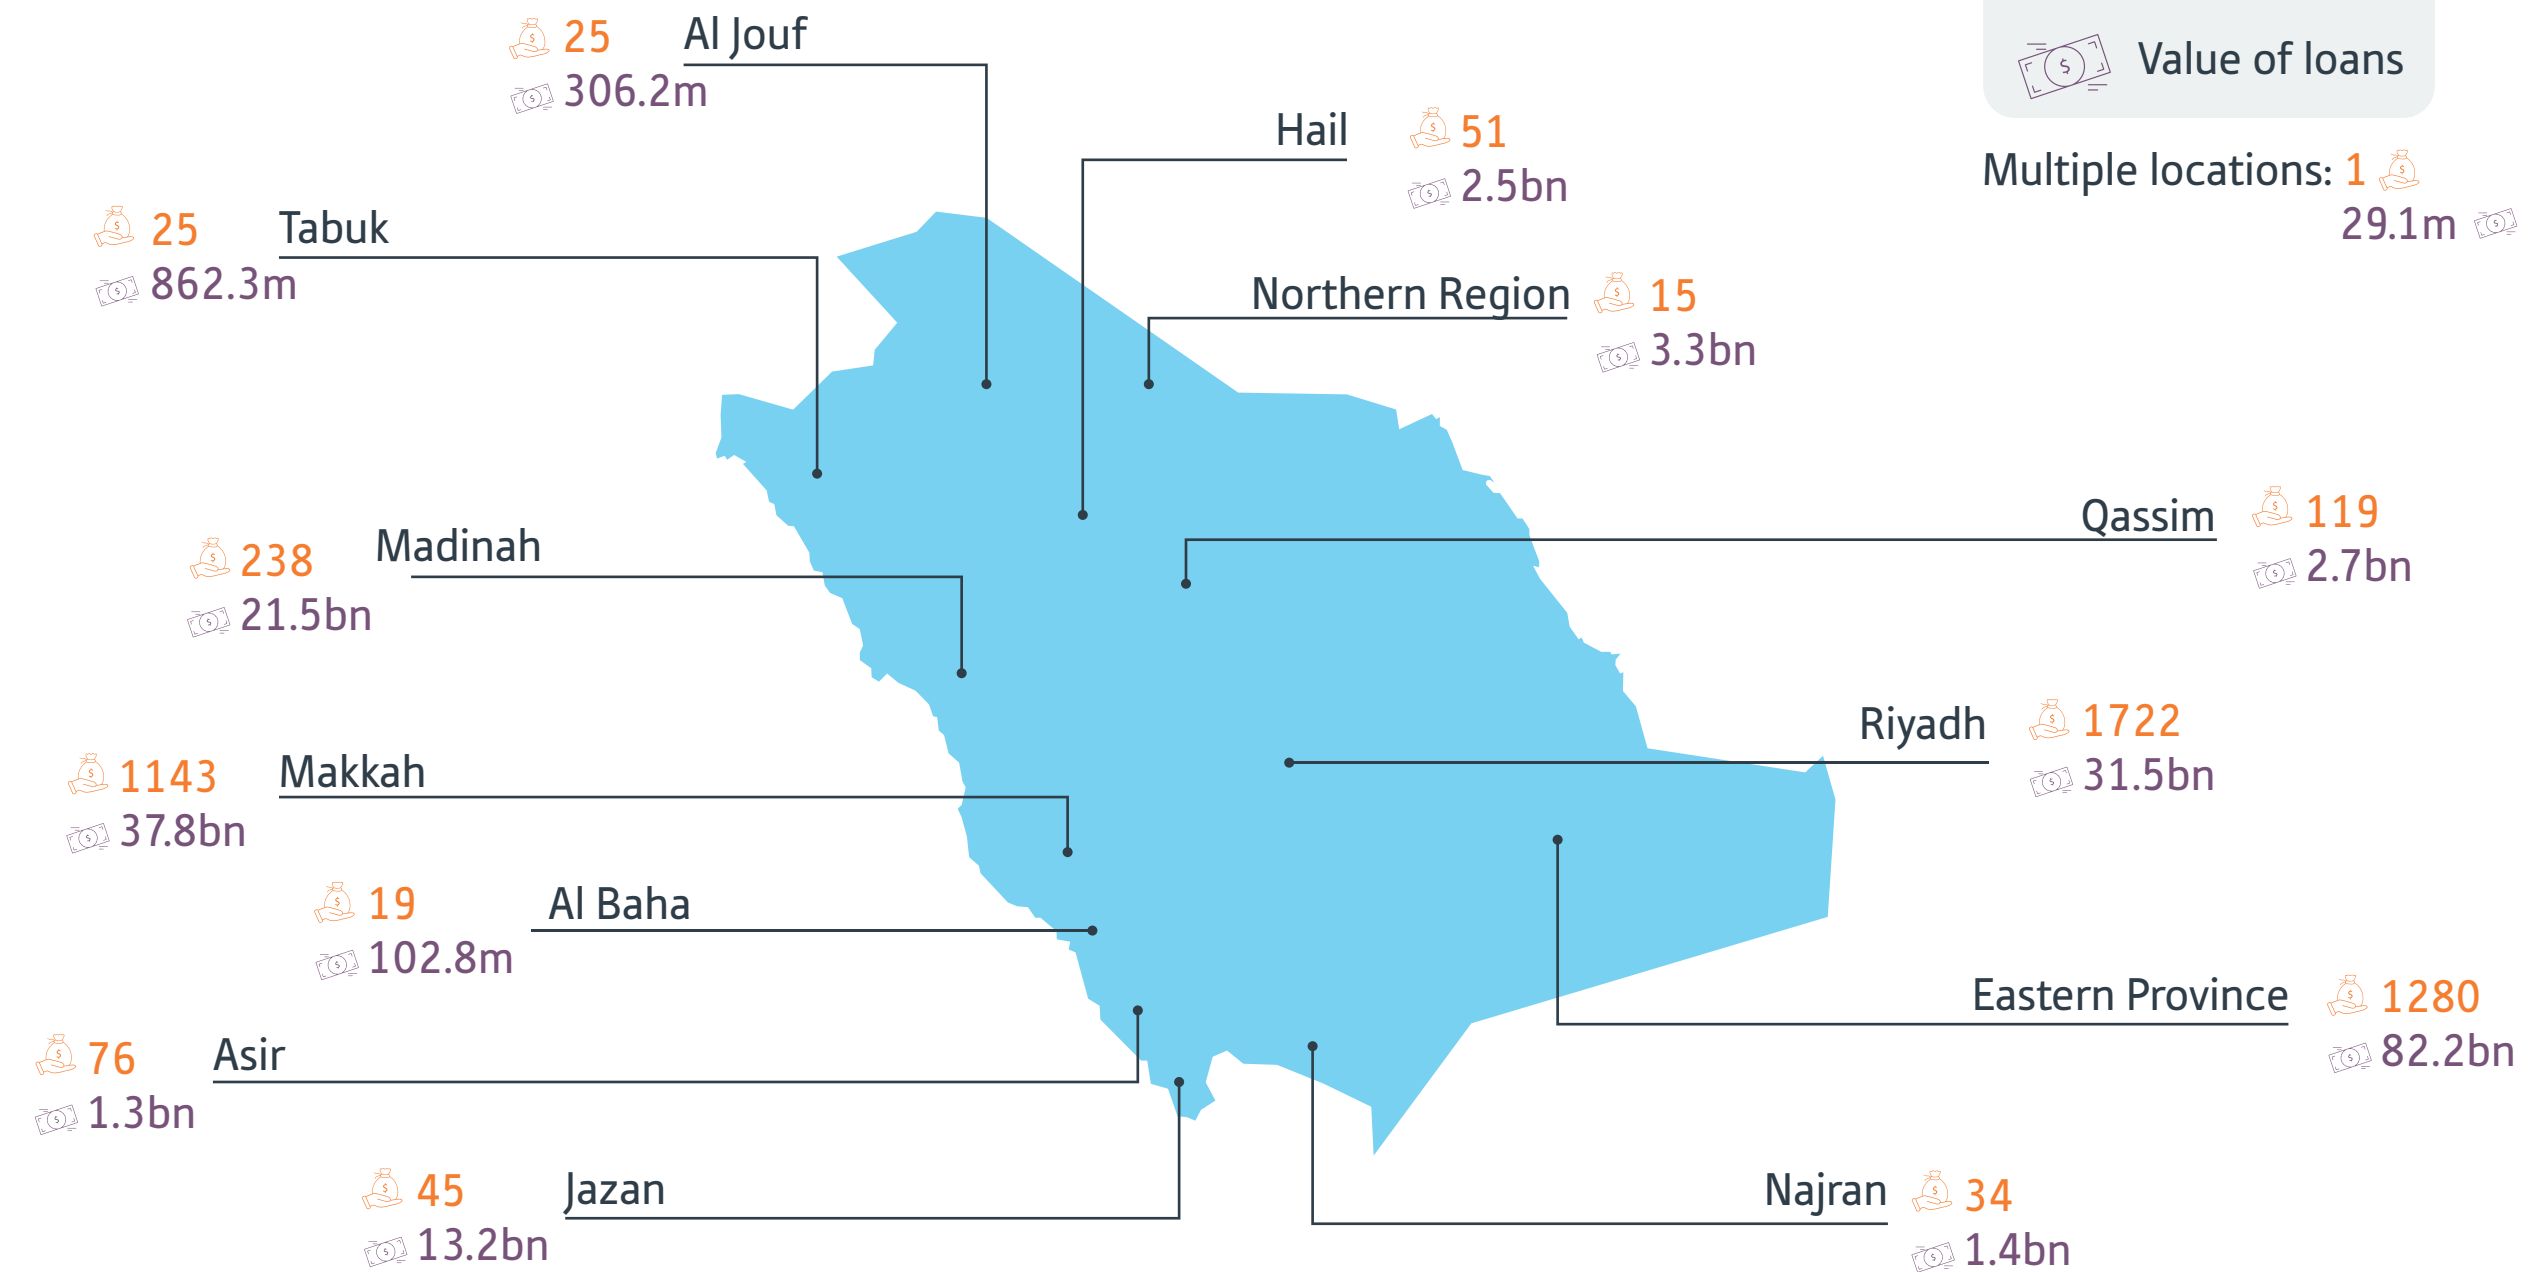 25 Al Jouf
306.2m
Value of loans
Hail 51
2.5bn
Multiple locations: 1
29.1m
25 Tabuk
862.3m
Northern Region 15
3.3bn
Qassim 119
2.7bn
238 Madinah
21.5bn
Riyadh 1722
31.5bn
1143 Makkah
37.8bn
19 Al Baha
102.8m
Eastern Province 1280
82.2bn
76 Asir
1.3bn
45 Jazan
13.2bn
Najran 34
1.4bn